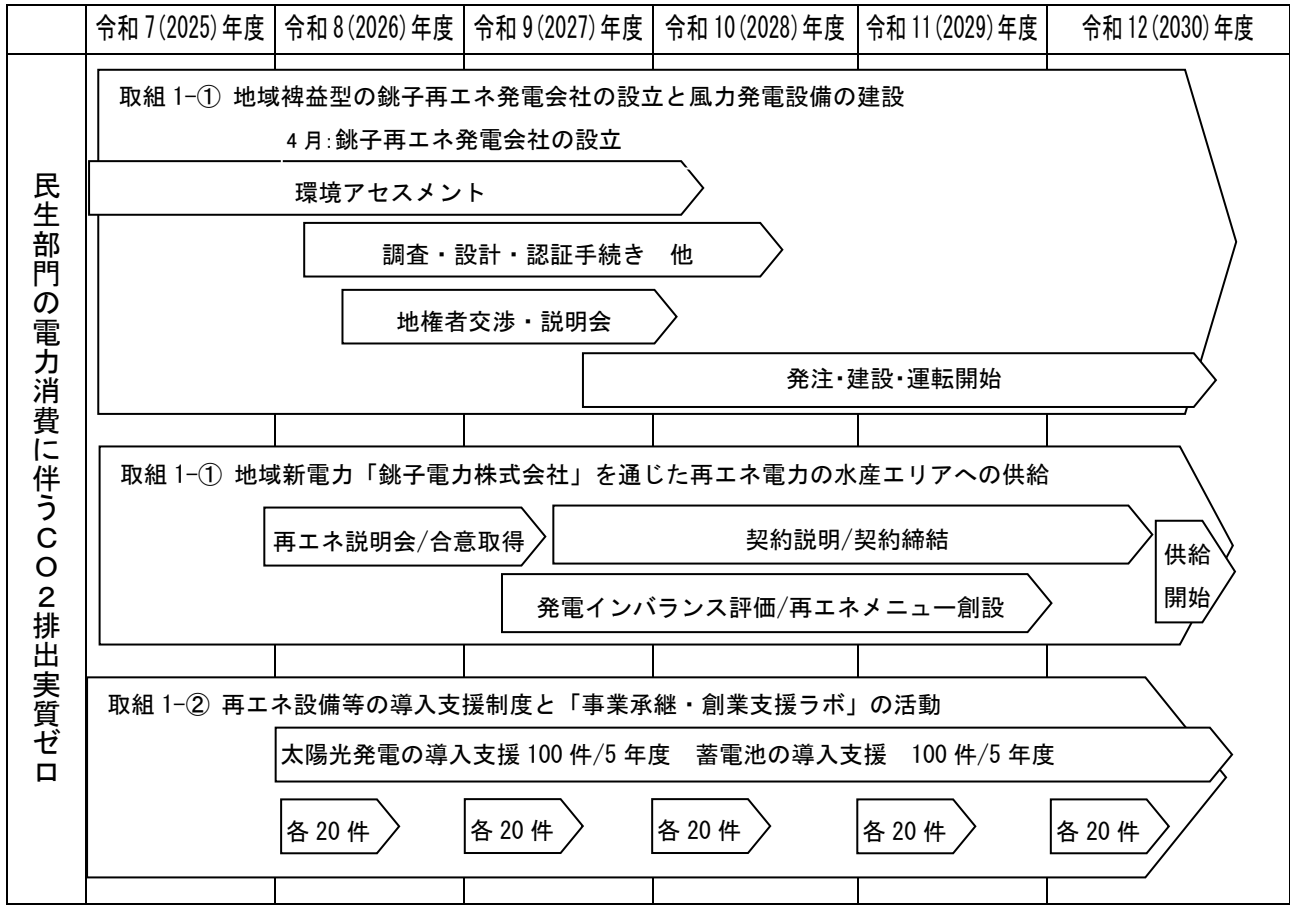 令和7(2025)年度
令和8(2026)年度
令和9(2027)年度
令和10(2028)年度
令和11(2029)年度
令和12(2030)年度
民生部門の電力消費に伴うCO2排出実質ゼロ
取組1-① 地域裨益型の銚子再エネ発電会社の設立と風力発電設備の建設
4月:銚子再エネ発電会社の設立
環境アセスメント
調査・設計・認証手続き 他
地権者交渉・説明会
発注・建設・運転開始
取組1-① 地域新電力「銚子電力株式会社」を通じた再エネ電力の水産エリアへの供給
再エネ説明会/合意取得
契約説明/契約締結
供給
開始
発電インバランス評価/再エネメニュー創設
取組1-② 再エネ設備等の導入支援制度と「事業承継・創業支援ラボ」の活動
太陽光発電の導入支援100件/5年度 蓄電池の導入支援 100件/5年度
各20件
各20件
各20件
各20件
各20件